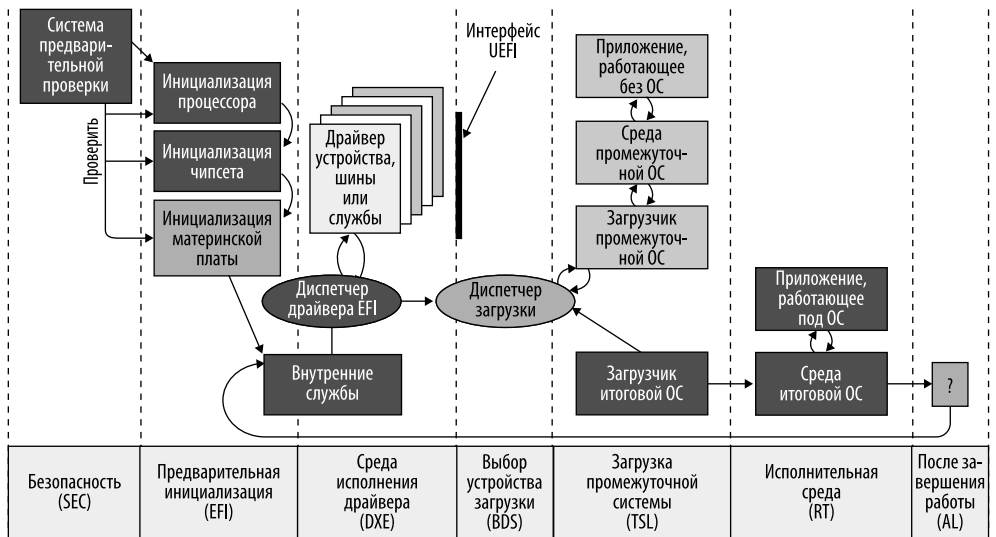 Система
предвари-
тельной
проверки
Проверить
Инициализация
процессора
Инициализация
чипсета
Инициализация
материнской
платы
Драйвер
устройства,
шины
или
службы
Диспетчер
драйвера EFI
Внутренние
службы
Интерфейс
UEFI
Диспетчер
загрузки
Приложение,
работающее
без ОС
Среда
промежуточ-
ной ОС
Загрузчик
промежуточ-
ной ОС
Загрузчик
итоговой ОС
Приложение,
работающее
под ОС
Среда
итоговой ОС
?
Безопасность
(SEC)
Предварительная
инициализация
(EFI)
Среда
исполнения
драйвера
(DXE)
Выбор
устройства
загрузки
(BDS)
Загрузка
промежуточной
системы
(TSL)
Исполнительная
среда
(RT)
После за-
вершения
работы
(AL)